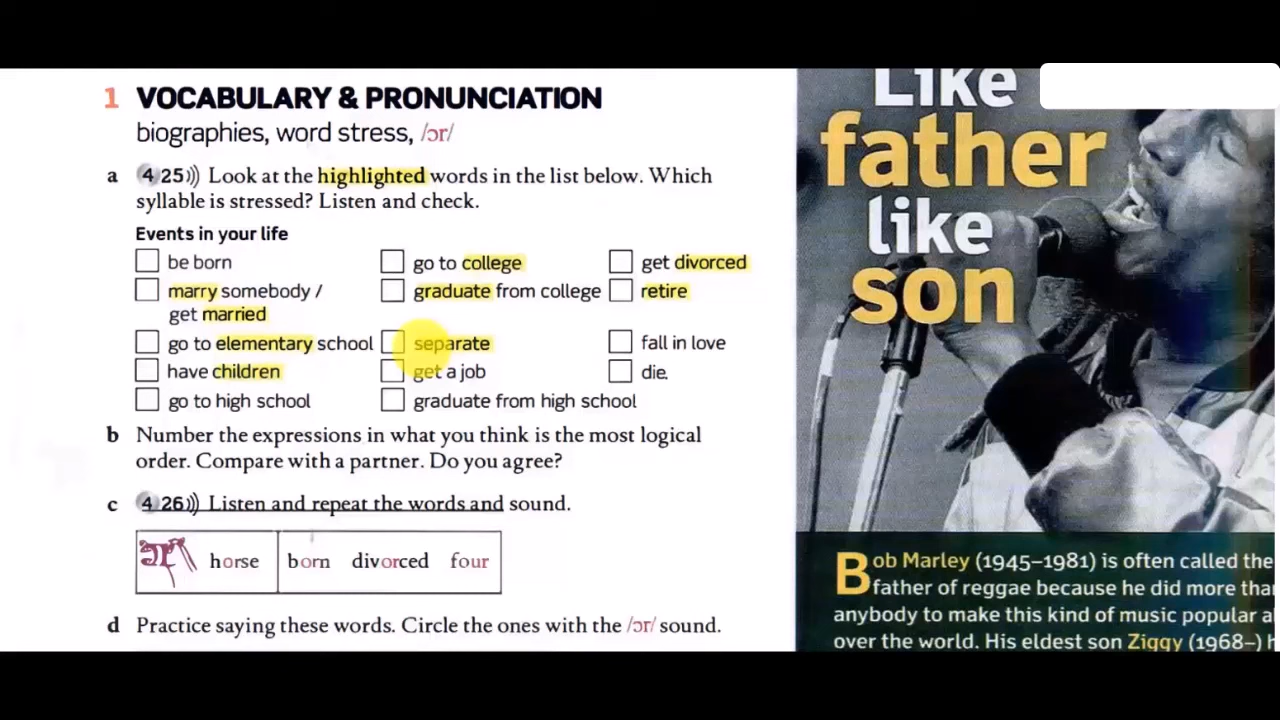 1 VOCABULARY & PRONUNCIATION
biographies, word stress, /ɔr/
a 4 25))) Look at the highlighted words in the list below. Which
syllable is stressed? Listen and check.
Events in your life
be born
marry somebody /
get married
go to elementary school
have children
go to high school
go to college
graduate from college
separate
get a job
graduate from high school
get divorced
retire
fall in love
die.
b Number the expressions in what you think is the most logical
order. Compare with a partner. Do you agree?
c 4 26))) Listen and repeat the words and sound.
ɔr horse born divorced four
d Practice saying these words. Circle the ones with the /ɔr/ sound.
Like
father
like
son
Bob Marley (1945–1981) is often called the
father of reggae because he did more than
anybody to make this kind of music popular
over the world. His eldest son Ziggy (1968–)